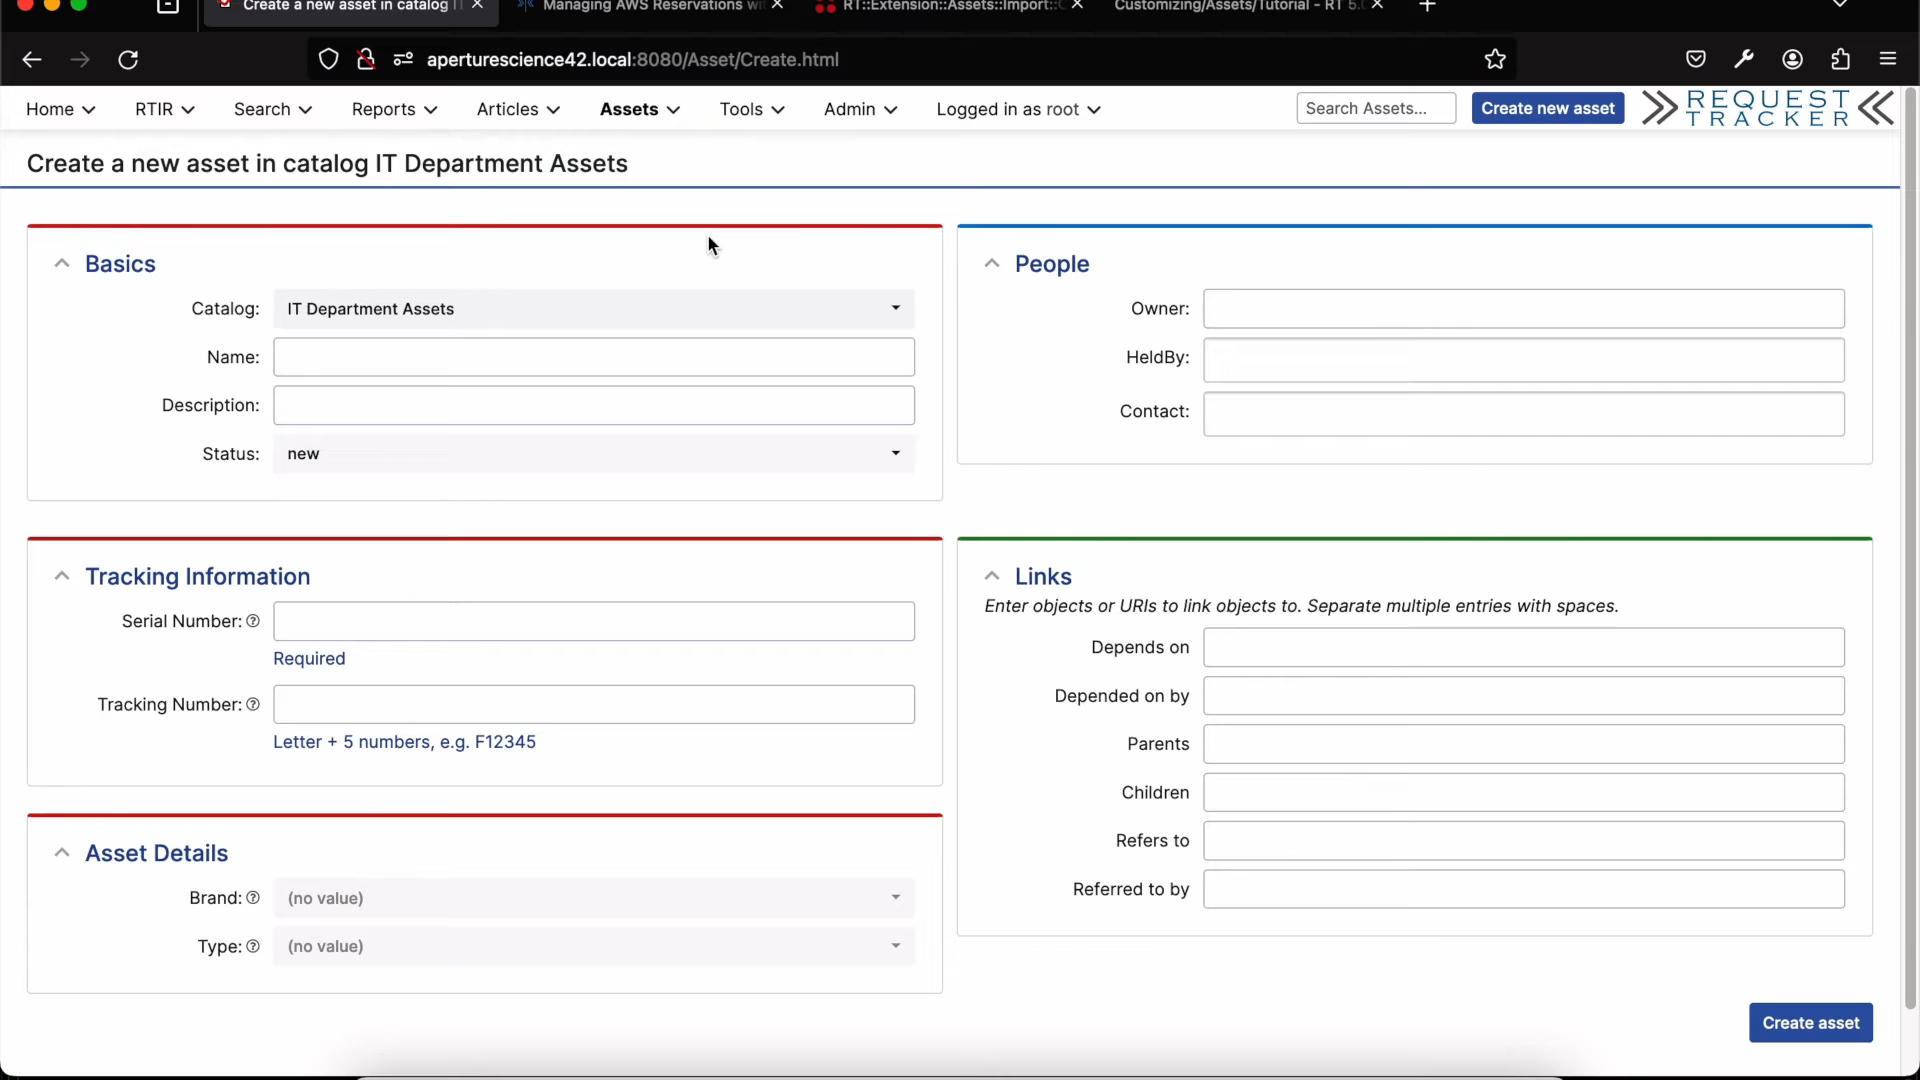 Create a new asset in catalog I
Managing AWS Reservations wi
RT::Extension::Assets::Import::C
Customizing/Assets/Tutorial - RT 5.
aperturescience42.local:8080/Asset/Create.html
Home RTIR Search Reports Articles Assets Tools Admin Logged in as root
Search Assets...
Create new asset
REQUEST
TRACKER
Create a new asset in catalog IT Department Assets
Basics
Catalog: IT Department Assets
Name:
Description:
Status: new
People
Owner:
HeldBy:
Contact:
Tracking Information
Serial Number:
Required
Tracking Number:
Letter + 5 numbers, e.g. F12345
Links
Enter objects or URIs to link objects to. Separate multiple entries with spaces.
Depends on
Depended on by
Parents
Children
Refers to
Referred to by
Asset Details
Brand: (no value)
Type: (no value)
Create asset